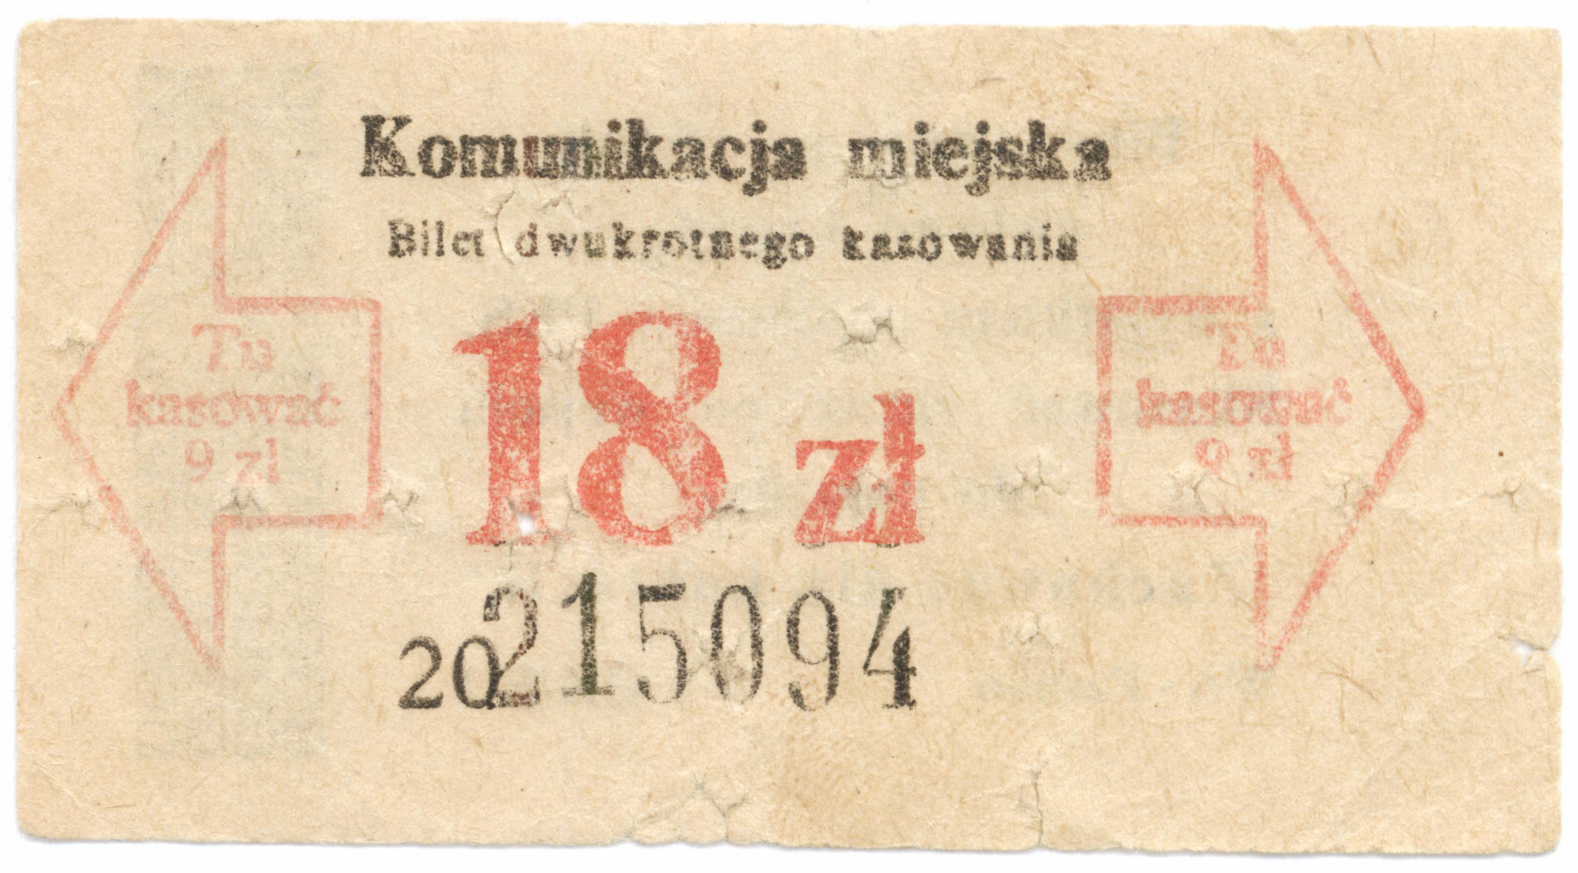 Komunikacja miejska
Bilet dwukrotnego kasowania
Tu
kasować
9 zł
18 zł
Tu
kasować
9 zł
20 215094